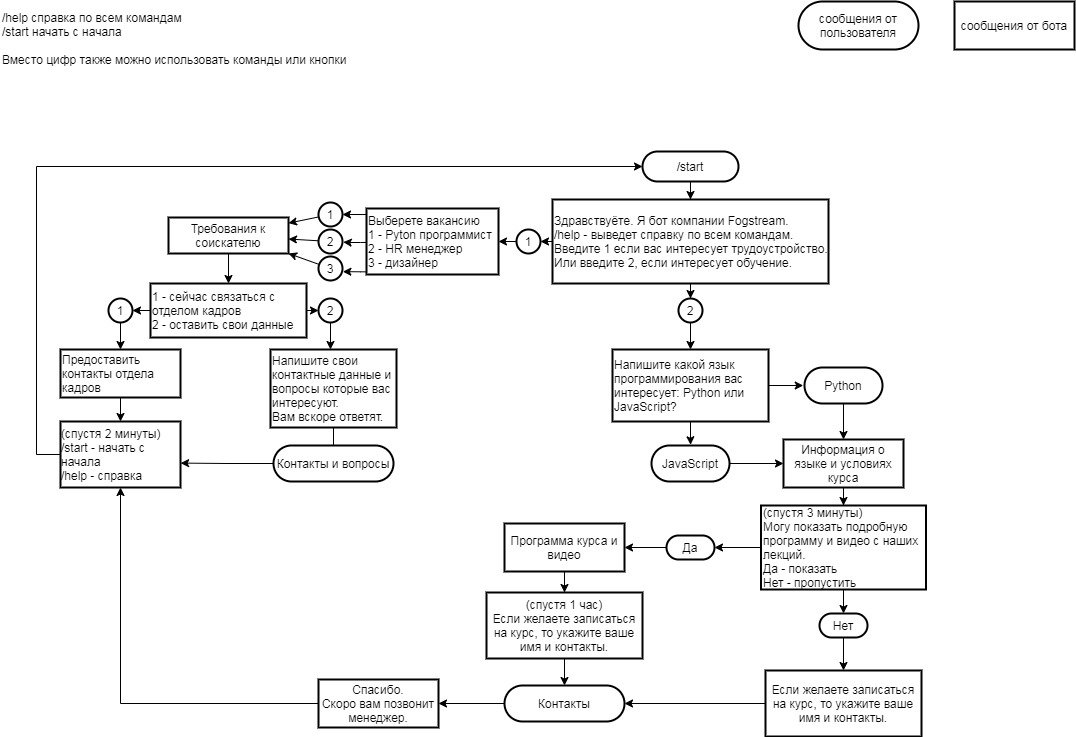 /help справка по всем командам
/start начать с начала
Вместо цифр также можно использовать команды или кнопки
сообщения от
пользователя
сообщения от бота
/start
Здравствуйте. Я бот компании Fogstream.
/help - выведет справку по всем командам.
Введите 1 если вас интересует трудоустройство.
Или введите 2, если интересует обучение.
1
Выберете вакансию
1 - Pyton программист
2 - HR менеджер
3 - дизайнер
1
2
3
Требования к
соискателю
1 - сейчас связаться с
отделом кадров
2 - оставить свои данные
1
2
Предоставить
контакты отдела
кадров
Напишите свои
контактные данные и
вопросы которые вас
интересуют.
Вам вскоре ответят.
(спустя 2 минуты)
/start - начать с
начала
/help - справка
Контакты и вопросы
2
Напишите какой язык
программирования вас
интересует: Python или
JavaScript?
Python
JavaScript
Информация о
языке и условиях
курса
(спустя 3 минуты)
Могу показать подробную
программу и видео с наших
лекций.
Да - показать
Нет - пропустить
Да
Программа курса и
видео
(спустя 1 час)
Если желаете записаться
на курс, то укажите ваше
имя и контакты.
Нет
Если желаете записаться
на курс, то укажите ваше
имя и контакты.
Контакты
Спасибо.
Скоро вам позвонит
менеджер.